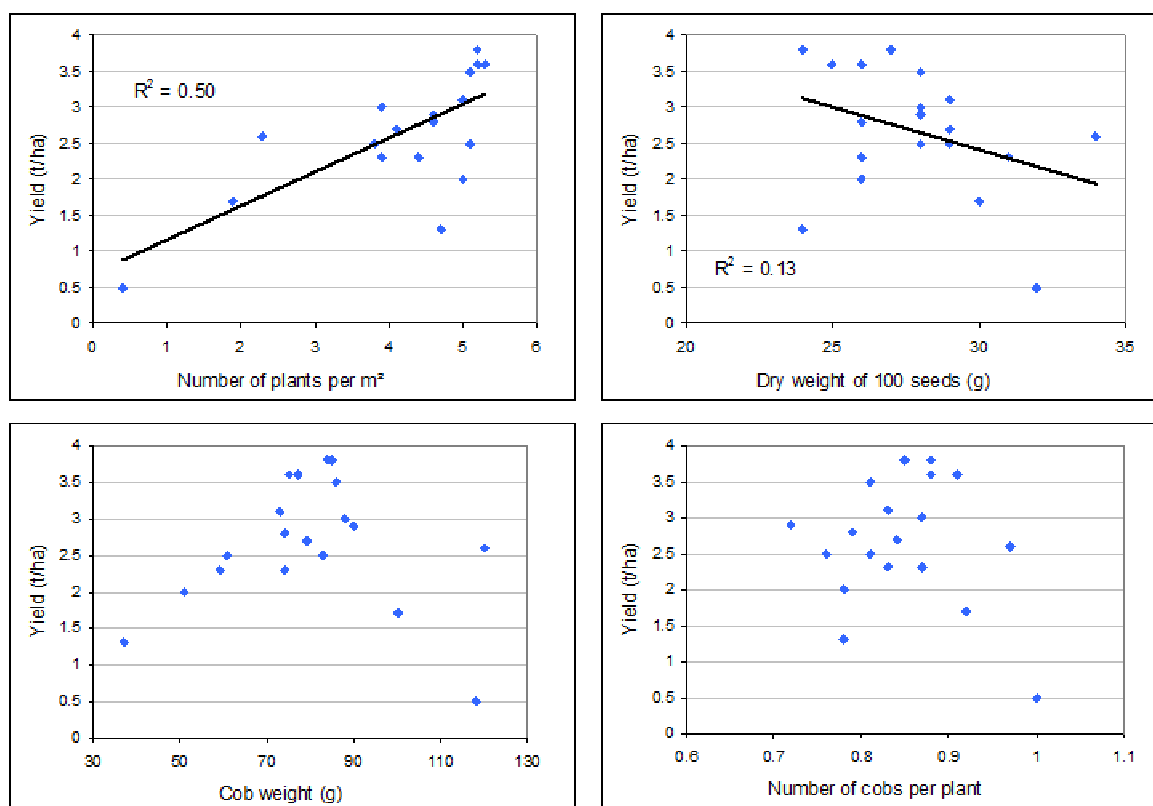 4
3.5
3
2.5
2
1.5
1
0.5
0
Yield (t/ha)
R² = 0.50
0 1 2 3 4 5 6
Number of plants per m²
4
3.5
3
2.5
2
1.5
1
0.5
0
Yield (t/ha)
R² = 0.13
20 25 30 35
Dry weight of 100 seeds (g)
4
3.5
3
2.5
2
1.5
1
0.5
0
Yield (t/ha)
30 50 70 90 110 130
Cob weight (g)
4
3.5
3
2.5
2
1.5
1
0.5
0
Yield (t/ha)
0.6 0.7 0.8 0.9 1 1.1
Number of cobs per plant